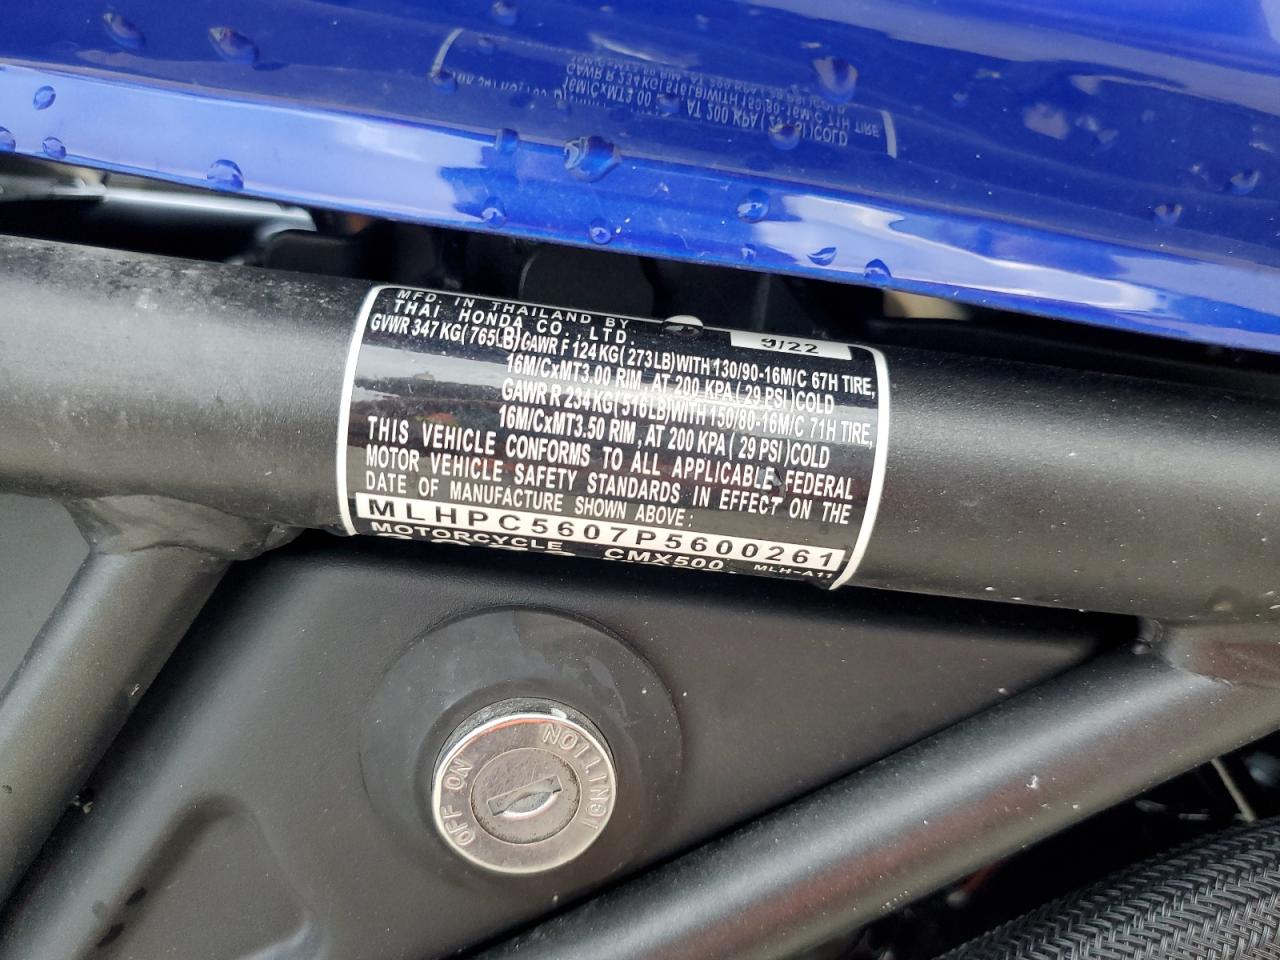 MFD. IN THAILAND BY
THAI HONDA CO., LTD. 9/22
GVWR 347 KG( 765LB) GAWR F 124 KG( 273LB)WITH 130/90-16M/C 67H TIRE,
16M/CxMT3.00 RIM, AT 200 KPA( 29 PSI)COLD
GAWR R 234 KG( 516LB)WITH 150/80-16M/C 71H TIRE,
16M/CxMT3.50 RIM, AT 200 KPA( 29 PSI)COLD
THIS VEHICLE CONFORMS TO ALL APPLICABLE FEDERAL
MOTOR VEHICLE SAFETY STANDARDS IN EFFECT ON THE
DATE OF MANUFACTURE SHOWN ABOVE:
MLHPC5607P5600261
MOTORCYCLE CMX500 MLH-A11
OFF ON